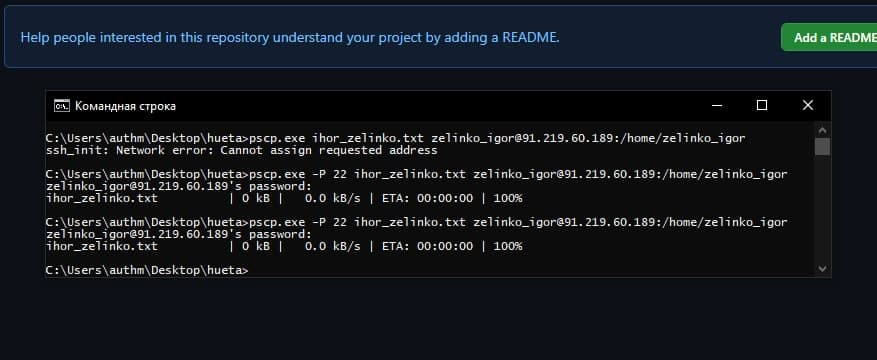 Help people interested in this repository understand your project by adding a README.
Add a README
Командная строка
C:\Users\authm\Desktop\hueta>pscp.exe ihor_zelinko.txt zelinko_igor@91.219.60.189:/home/zelinko_igor
ssh_init: Network error: Cannot assign requested address
C:\Users\authm\Desktop\hueta>pscp.exe -P 22 ihor_zelinko.txt zelinko_igor@91.219.60.189:/home/zelinko_igor
zelinko_igor@91.219.60.189's password:
ihor_zelinko.txt          | 0 kB |   0.0 kB/s | ETA: 00:00:00 | 100%
C:\Users\authm\Desktop\hueta>pscp.exe -P 22 ihor_zelinko.txt zelinko_igor@91.219.60.189:/home/zelinko_igor
zelinko_igor@91.219.60.189's password:
ihor_zelinko.txt          | 0 kB |   0.0 kB/s | ETA: 00:00:00 | 100%
C:\Users\authm\Desktop\hueta>